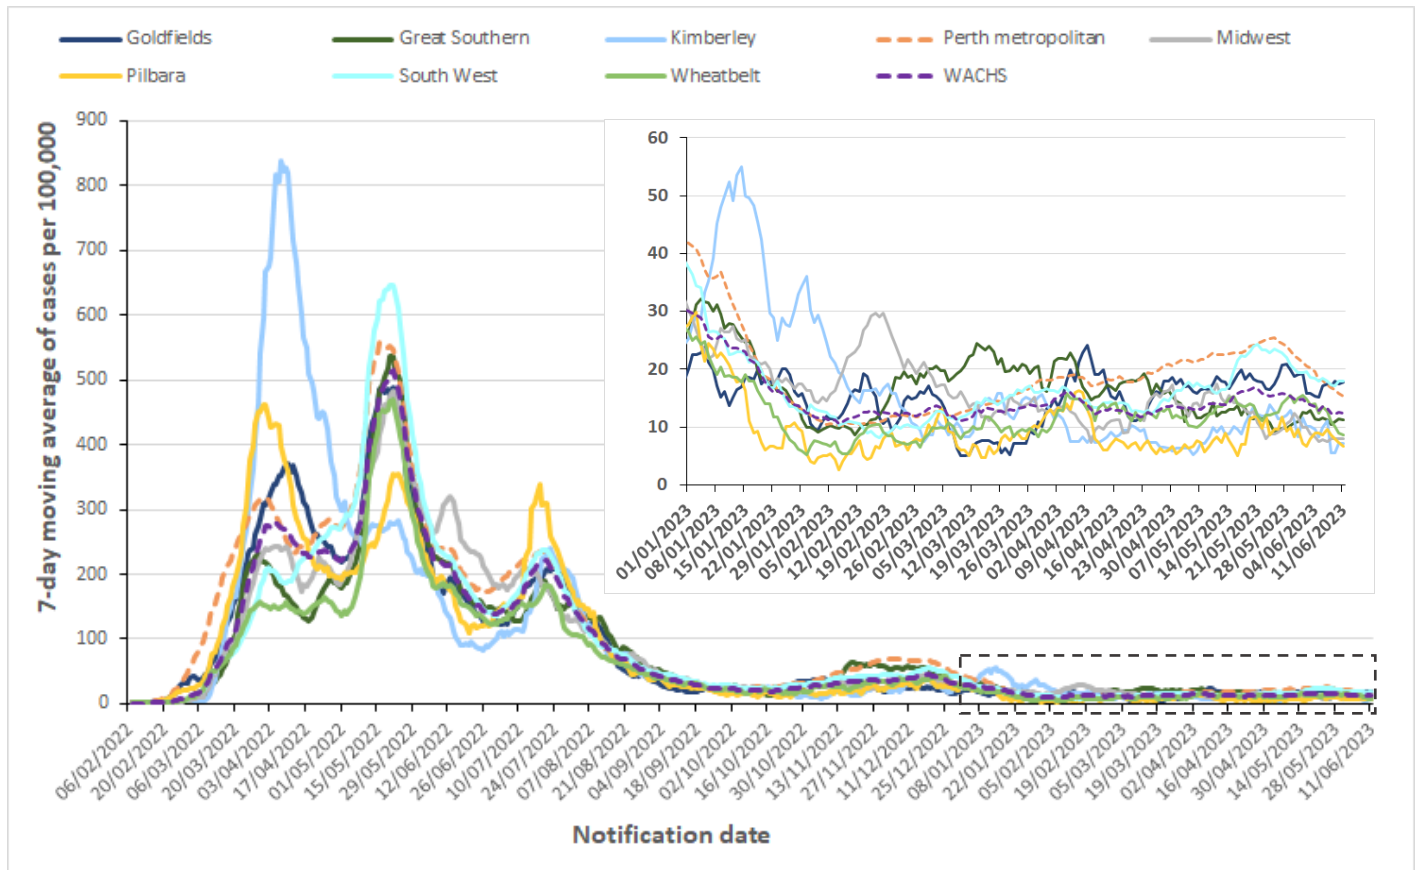 Goldfields Great Southern Kimberley Perth metropolitan Midwest
Pilbara South West Wheatbelt WACHS
7-day moving average of cases per 100,000
900
800
700
600
500
400
300
200
100
0
60
50
40
30
20
10
0
01/01/2023 08/01/2023 15/01/2023 22/01/2023 29/01/2023 05/02/2023 12/02/2023 19/02/2023 26/02/2023 05/03/2023 12/03/2023 19/03/2023 26/03/2023 02/04/2023 09/04/2023 16/04/2023 23/04/2023 30/04/2023 07/05/2023 14/05/2023 21/05/2023 28/05/2023 04/06/2023 11/06/2023
06/02/2022 20/02/2022 06/03/2022 20/03/2022 03/04/2022 17/04/2022 01/05/2022 15/05/2022 29/05/2022 12/06/2022 26/06/2022 10/07/2022 24/07/2022 07/08/2022 21/08/2022 04/09/2022 18/09/2022 02/10/2022 16/10/2022 30/10/2022 13/11/2022 27/11/2022 11/12/2022 25/12/2022 08/01/2023 22/01/2023 05/02/2023 19/02/2023 05/03/2023 19/03/2023 02/04/2023 16/04/2023 30/04/2023 14/05/2023 28/05/2023 11/06/2023
Notification date